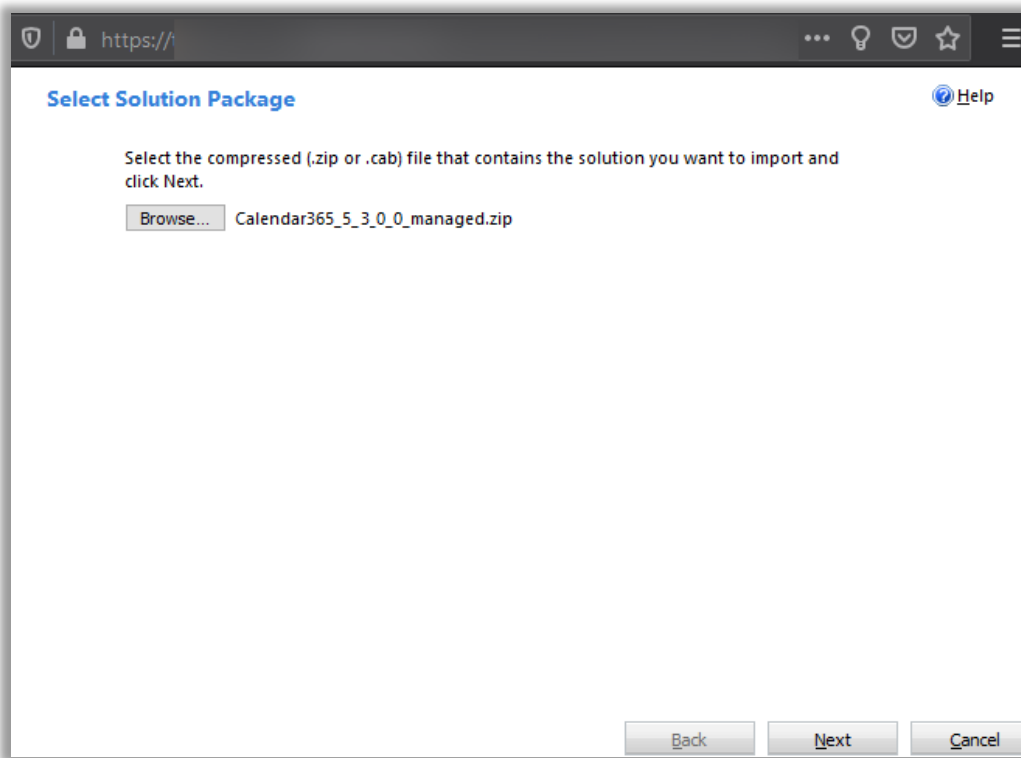 https://
Select Solution Package
Help
Select the compressed (.zip or .cab) file that contains the solution you want to import and
click Next.
Browse... Calendar365_5_3_0_0_managed.zip
Back Next Cancel